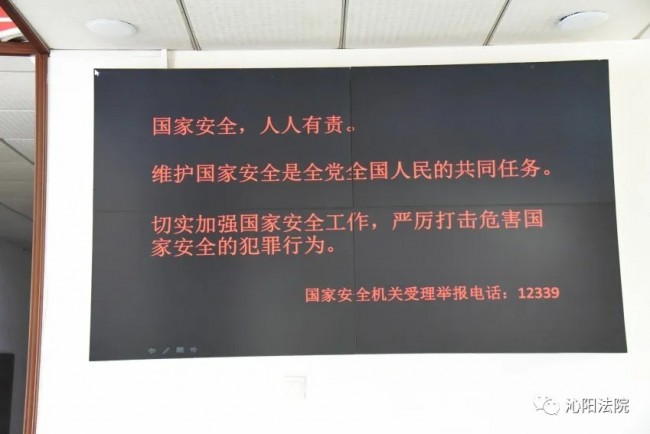 国家安全，人人有责。
维护国家安全是全党全国人民的共同任务。
切实加强国家安全工作，严厉打击危害国
家安全的犯罪行为。
国家安全机关受理举报电话：12339
沁阳法院